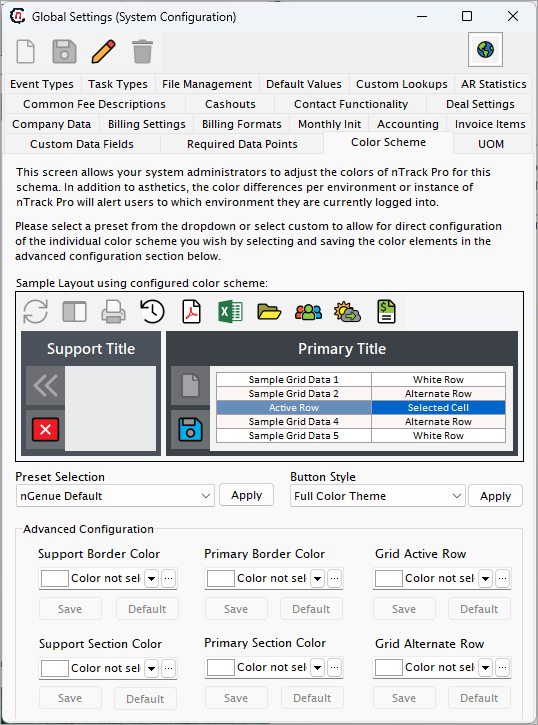 Global Settings (System Configuration)
Event Types Task Types File Management Default Values Custom Lookups AR Statistics
Common Fee Descriptions Cashouts Contact Functionality Deal Settings
Company Data Billing Settings Billing Formats Monthly Init Accounting Invoice Items
Custom Data Fields Required Data Points Color Scheme UOM
This screen allows your system administrators to adjust the colors of nTrack Pro for this
schema. In addition to asthetics, the color differences per environment or instance of
nTrack Pro will alert users to which environment they are currently logged into.
Please select a preset from the dropdown or select custom to allow for direct configuration
of the individual color scheme you wish by selecting and saving the color elements in the
advanced configuration section below.
Sample Layout using configured color scheme:
Support Title Primary Title
Sample Grid Data 1 White Row
Sample Grid Data 2 Alternate Row
Active Row Selected Cell
Sample Grid Data 4 Alternate Row
Sample Grid Data 5 White Row
Preset Selection Button Style
nGenue Default Apply Full Color Theme Apply
Advanced Configuration
Support Border Color Primary Border Color Grid Active Row
Color not sel ... Color not sel ... Color not sel ...
Save Default Save Default Save Default
Support Section Color Primary Section Color Grid Alternate Row
Color not sel ... Color not sel ... Color not sel ...
Save Default Save Default Save Default